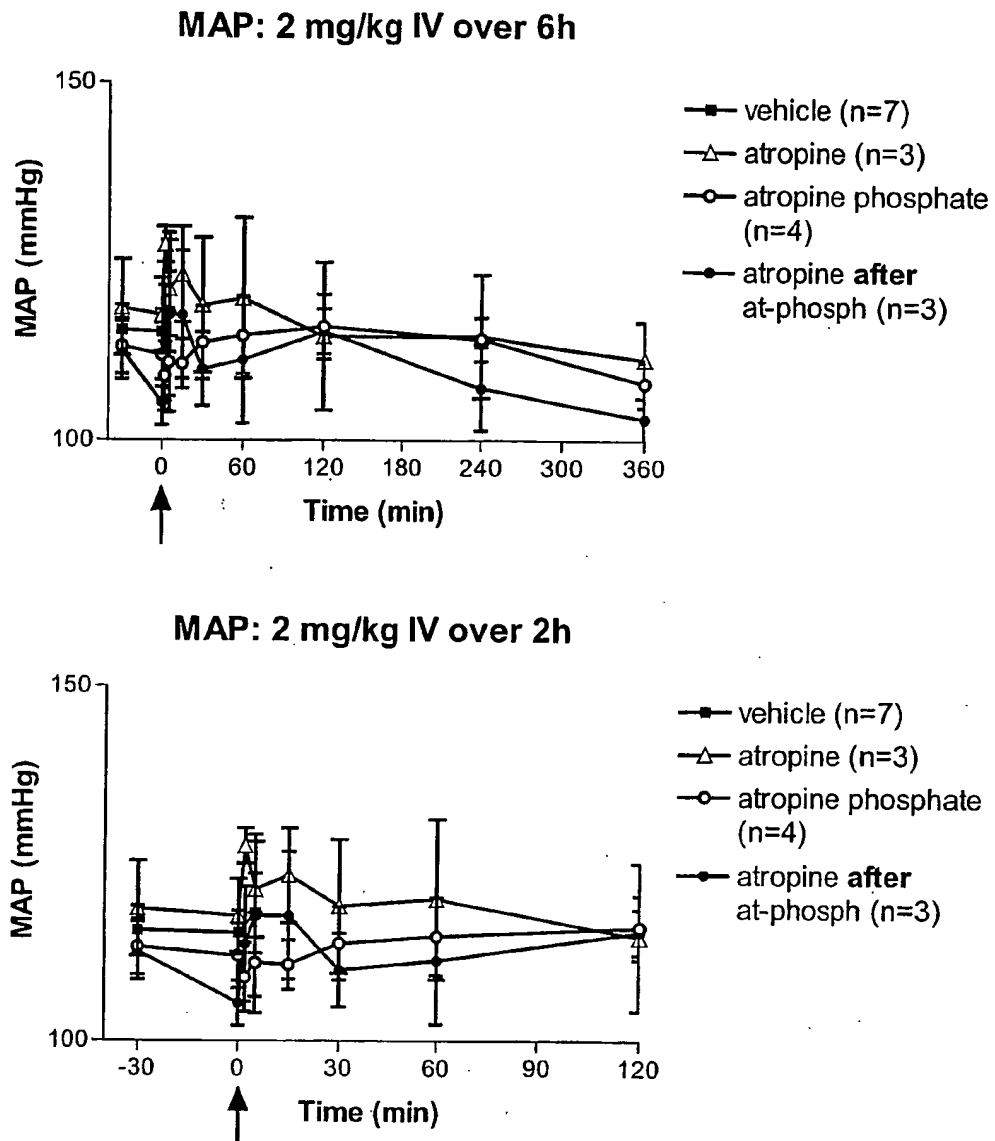 MAP: 2 mg/kg IV over 6h
150
100
MAP (mmHg)
0 60 120 180 240 300 360
Time (min)
vehicle (n=7)
atropine (n=3)
atropine phosphate
(n=4)
atropine after
at-phosph (n=3)
MAP: 2 mg/kg IV over 2h
150
100
MAP (mmHg)
-30 0 30 60 90 120
Time (min)
vehicle (n=7)
atropine (n=3)
atropine phosphate
(n=4)
atropine after
at-phosph (n=3)